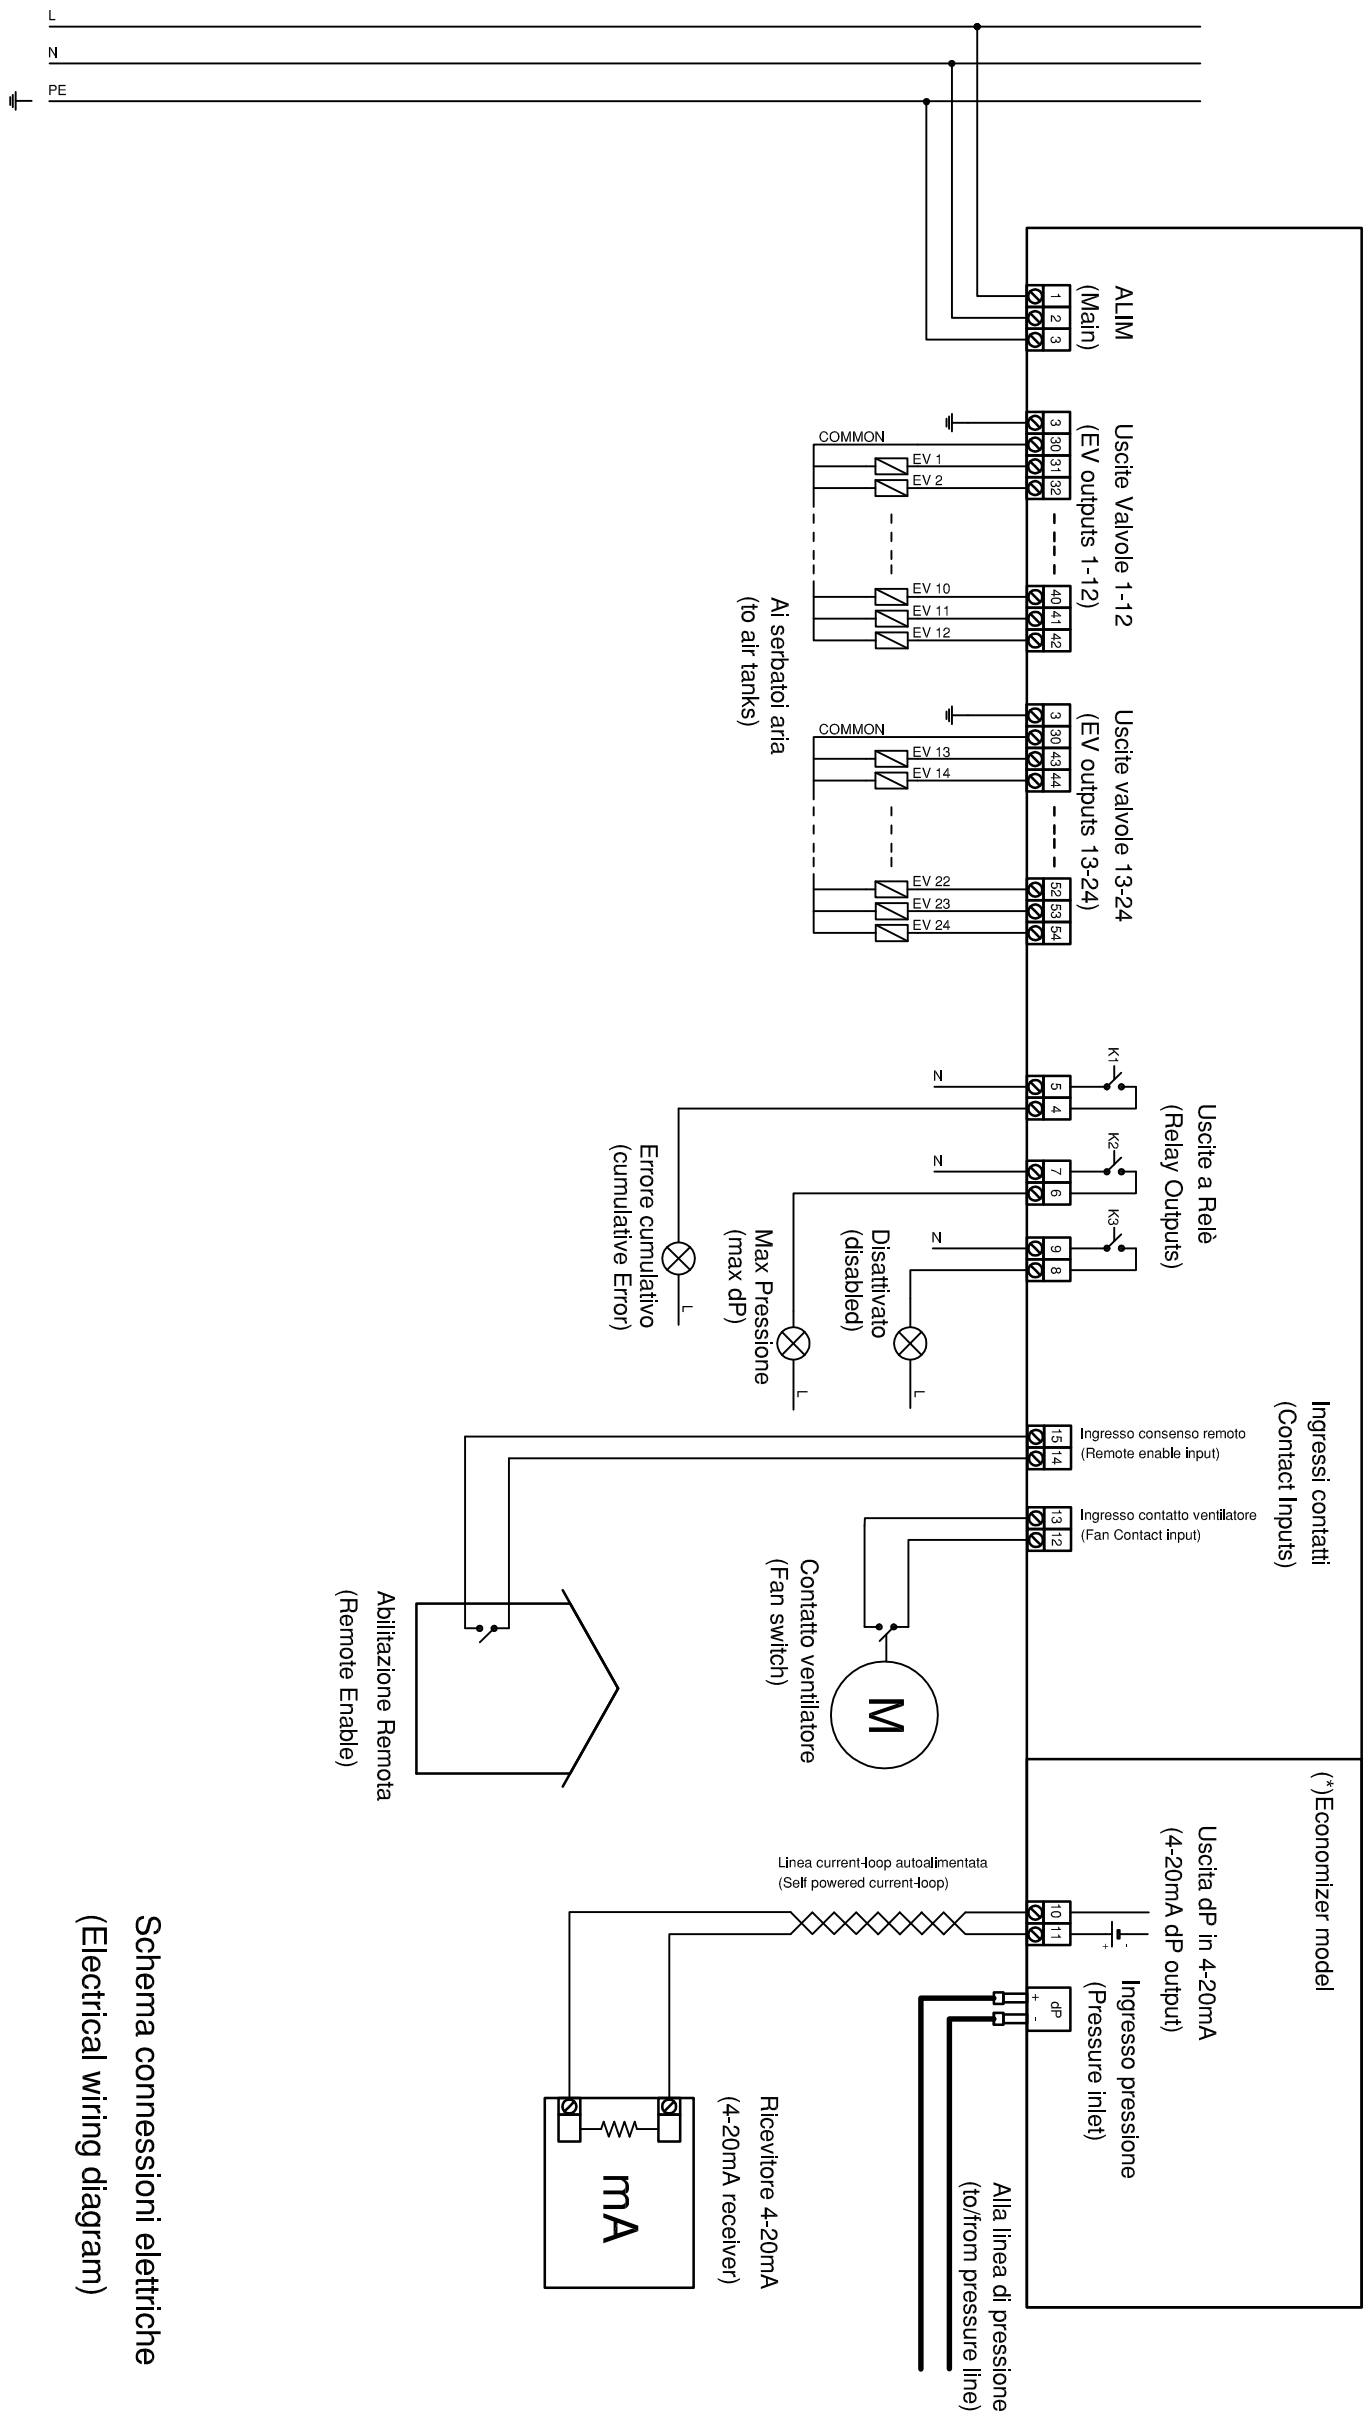 L
N
PE
ALIM
(Main)
1
2
3
Uscite Valvole 1-12
(EV outputs 1-12)
3
30
31
32
40
41
42
COMMON
EV 1
EV 2
EV 10
EV 11
EV 12
Ai serbatoi aria
(to air tanks)
Uscite valvole 13-24
(EV outputs 13-24)
3
30
43
44
52
53
54
COMMON
EV 13
EV 14
EV 22
EV 23
EV 24
Uscite a Relè
(Relay Outputs)
K1
5
4
N
Errore cumulativo
(cumulative Error)
L
K2
7
6
N
Max Pressione
(max dP)
L
K3
9
8
N
Disattivato
(disabled)
L
Ingressi contatti
(Contact Inputs)
15
14
Ingresso consenso remoto
(Remote enable input)
13
12
Ingresso contatto ventilatore
(Fan Contact input)
Contatto ventilatore
(Fan switch)
M
Abilitazione Remota
(Remote Enable)
(*)Economizer model
Uscita dP in 4-20mA
(4-20mA dP output)
10
11
+
-
Linea current-loop autoalimentata
(Self powered current-loop)
Ingresso pressione
(Pressure inlet)
dP
+
-
Alla linea di pressione
(to/from pressure line)
Ricevitore 4-20mA
(4-20mA receiver)
mA
Schema connessioni elettriche
(Electrical wiring diagram)